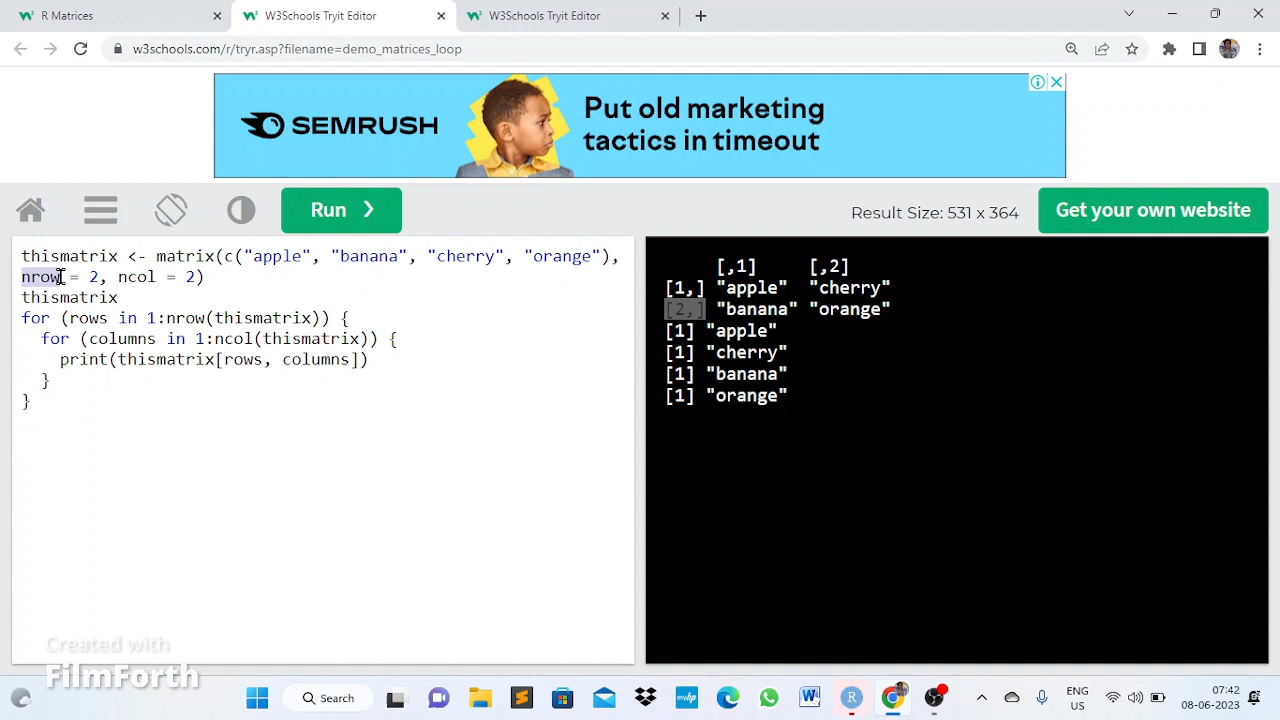 R Matrices
W3Schools Tryit Editor
W3Schools Tryit Editor
w3schools.com/r/tryr.asp?filename=demo_matrices_loop
SEMRUSH
Put old marketing
tactics in timeout
Run ❯
Result Size: 531 x 364
Get your own website
thismatrix <- matrix(c("apple", "banana", "cherry", "orange"),
nrow = 2, ncol = 2)
thismatrix
for (rows in 1:nrow(thismatrix)) {
for (columns in 1:ncol(thismatrix)) {
print(thismatrix[rows, columns])
}
}
[,1] [,2]
[1,] "apple" "cherry"
[2,] "banana" "orange"
[1] "apple"
[1] "cherry"
[1] "banana"
[1] "orange"
Created with
FilmForth
Search
myhp
W
R
ENG
US
07:42
08-06-2023